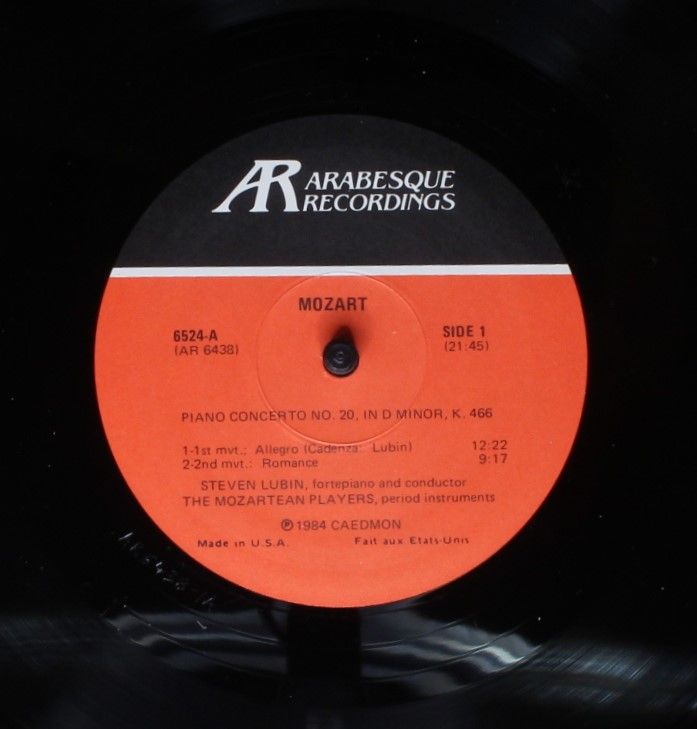 AR ARABESQUE
RECORDINGS
MOZART
6524-A
(AR 6438)
SIDE 1
(21:45)
PIANO CONCERTO NO. 20, IN D MINOR, K. 466
1-1st mvt.: Allegro (Cadenza: Lubin) 12:22
2-2nd mvt.: Romance 9:17
STEVEN LUBIN, fortepiano and conductor
THE MOZARTEAN PLAYERS, period instruments
℗ 1984 CAEDMON
Made in U.S.A. Fait aux Etats-Unis